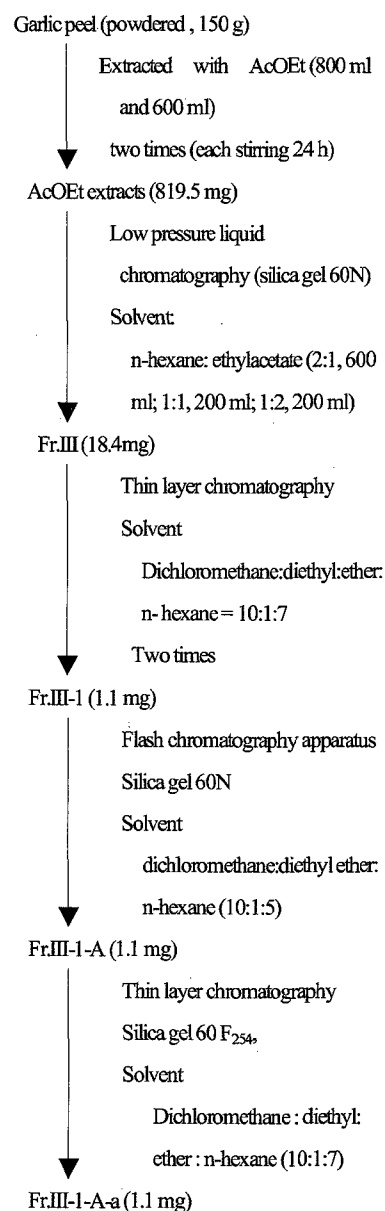 Garlic peel (powdered , 150 g)
Extracted with AcOEt (800 ml
and 600 ml)
two times (each stirring 24 h)
AcOEt extracts (819.5 mg)
Low pressure liquid
chromatography (silica gel 60N)
Solvent:
n-hexane: ethylacetate (2:1, 600
ml; 1:1, 200 ml; 1:2, 200 ml)
Fr.III (18.4mg)
Thin layer chromatography
Solvent
Dichloromethane:diethyl:ether:
n- hexane = 10:1:7
Two times
Fr.III-1 (1.1 mg)
Flash chromatography apparatus
Silica gel 60N
Solvent
dichloromethane:diethyl ether:
n-hexane (10:1:5)
Fr.III-1-A (1.1 mg)
Thin layer chromatography
Silica gel 60 F254,
Solvent
Dichloromethane : diethyl:
ether : n-hexane (10:1:7)
Fr.III-1-A-a (1.1 mg)